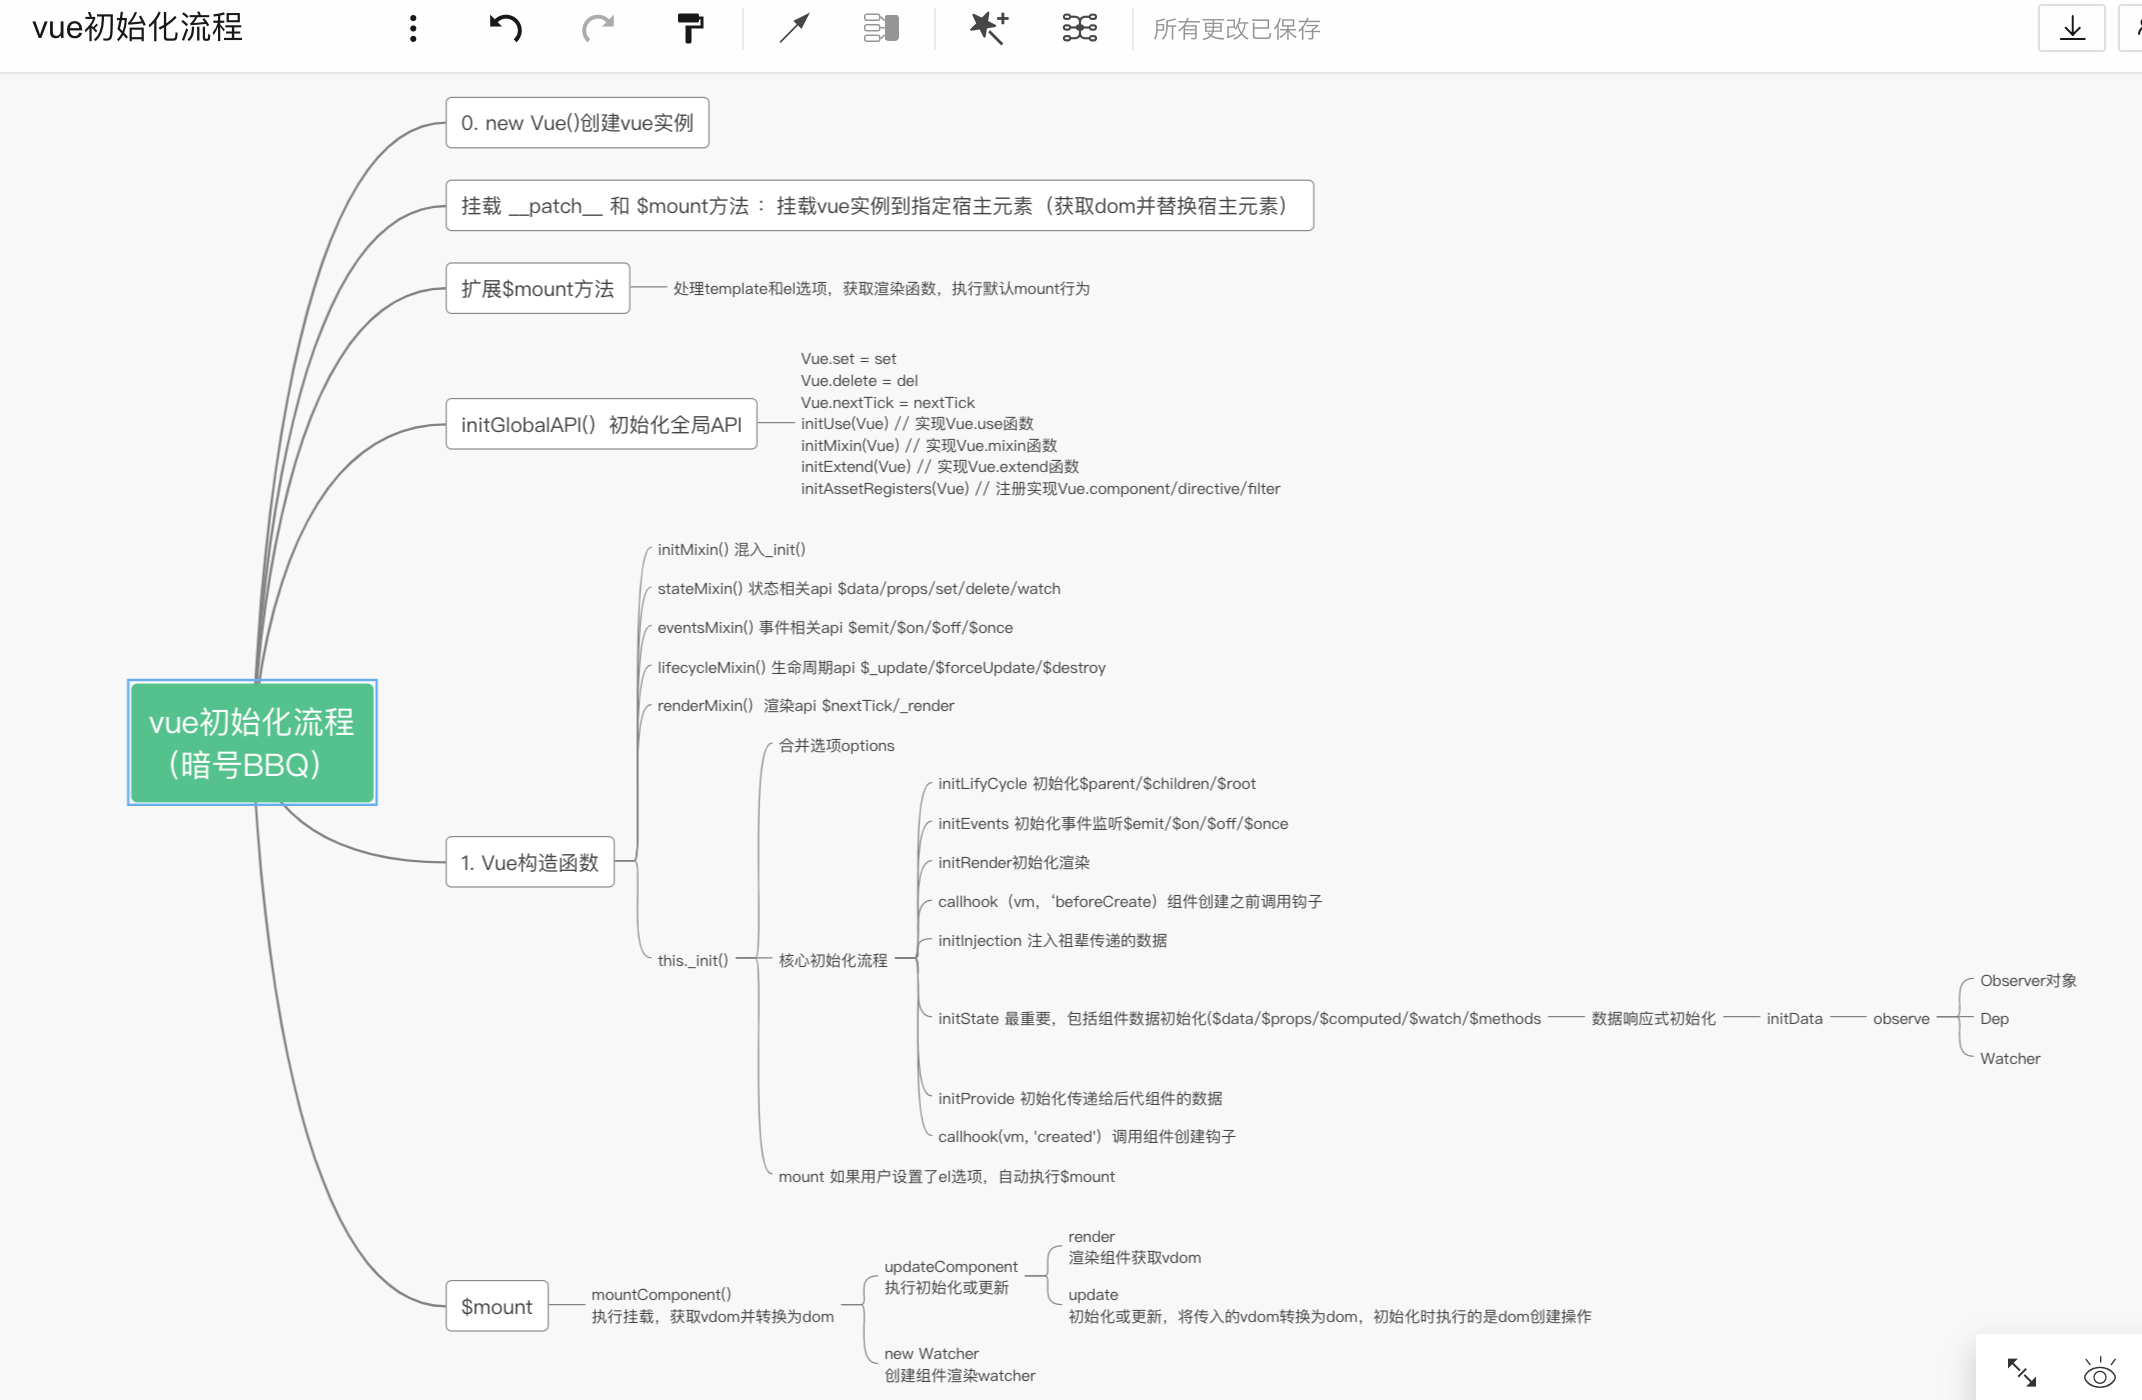 vue初始化流程
所有更改已保存
0. new Vue()创建vue实例
挂载 __patch__ 和 $mount方法 ：挂载vue实例到指定宿主元素（获取dom并替换宿主元素）
扩展$mount方法
处理template和el选项，获取渲染函数，执行默认mount行为
initGlobalAPI() 初始化全局API
Vue.set = set
Vue.delete = del
Vue.nextTick = nextTick
initUse(Vue) // 实现Vue.use函数
initMixin(Vue) // 实现Vue.mixin函数
initExtend(Vue) // 实现Vue.extend函数
initAssetRegisters(Vue) // 注册实现Vue.component/directive/filter
vue初始化流程
（暗号BBQ）
1. Vue构造函数
initMixin() 混入_init()
stateMixin() 状态相关api $data/props/set/delete/watch
eventsMixin() 事件相关api $emit/$on/$off/$once
lifecycleMixin() 生命周期api $_update/$forceUpdate/$destroy
renderMixin() 渲染api $nextTick/_render
this._init()
合并选项options
核心初始化流程
initLifyCycle 初始化$parent/$children/$root
initEvents 初始化事件监听$emit/$on/$off/$once
initRender初始化渲染
callhook（vm，‘beforeCreate）组件创建之前调用钩子
initInjection 注入祖辈传递的数据
initState 最重要，包括组件数据初始化($data/$props/$computed/$watch/$methods
数据响应式初始化
initData
observe
Observer对象
Dep
Watcher
initProvide 初始化传递给后代组件的数据
callhook(vm, 'created'）调用组件创建钩子
mount 如果用户设置了el选项，自动执行$mount
$mount
mountComponent()
执行挂载，获取vdom并转换为dom
updateComponent
执行初始化或更新
render
渲染组件获取vdom
update
初始化或更新，将传入的vdom转换为dom，初始化时执行的是dom创建操作
new Watcher
创建组件渲染watcher